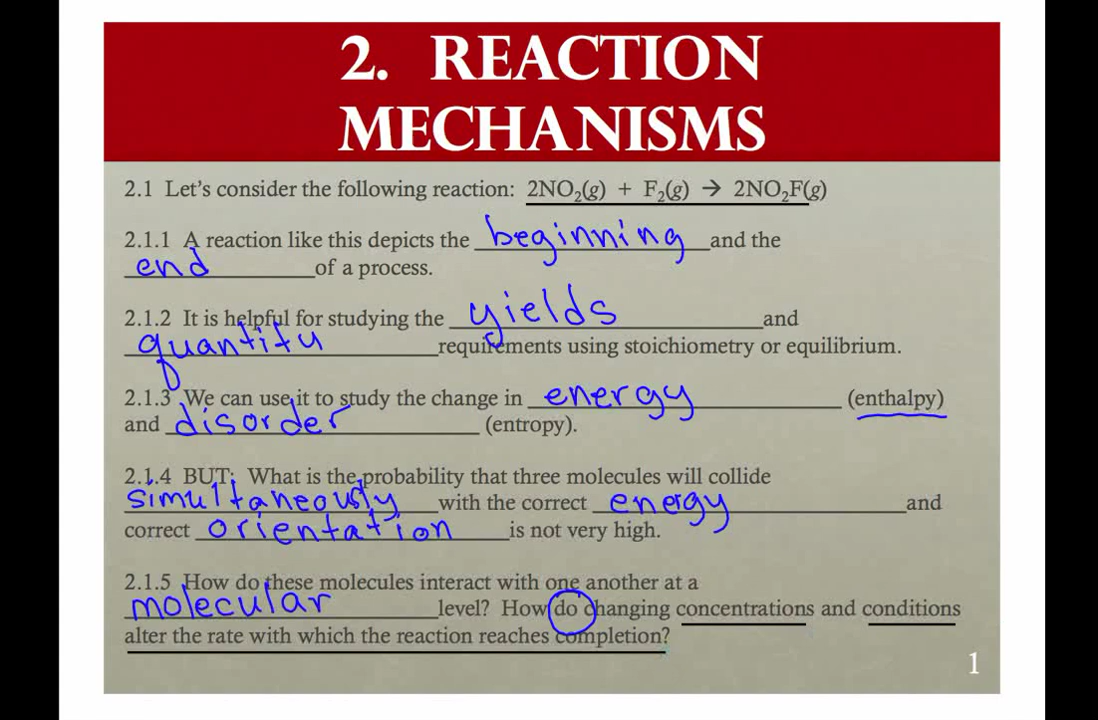 2. REACTION
MECHANISMS
2.1 Let's consider the following reaction: 2NO₂(g) + F₂(g) → 2NO₂F(g)
2.1.1 A reaction like this depicts the beginning and the
end of a process.
2.1.2 It is helpful for studying the yields and
quantity requirements using stoichiometry or equilibrium.
2.1.3 We can use it to study the change in energy (enthalpy)
and disorder (entropy).
2.1.4 BUT: What is the probability that three molecules will collide
simultaneously with the correct energy and
correct orientation is not very high.
2.1.5 How do these molecules interact with one another at a
molecular level? How do changing concentrations and conditions
alter the rate with which the reaction reaches completion?
1